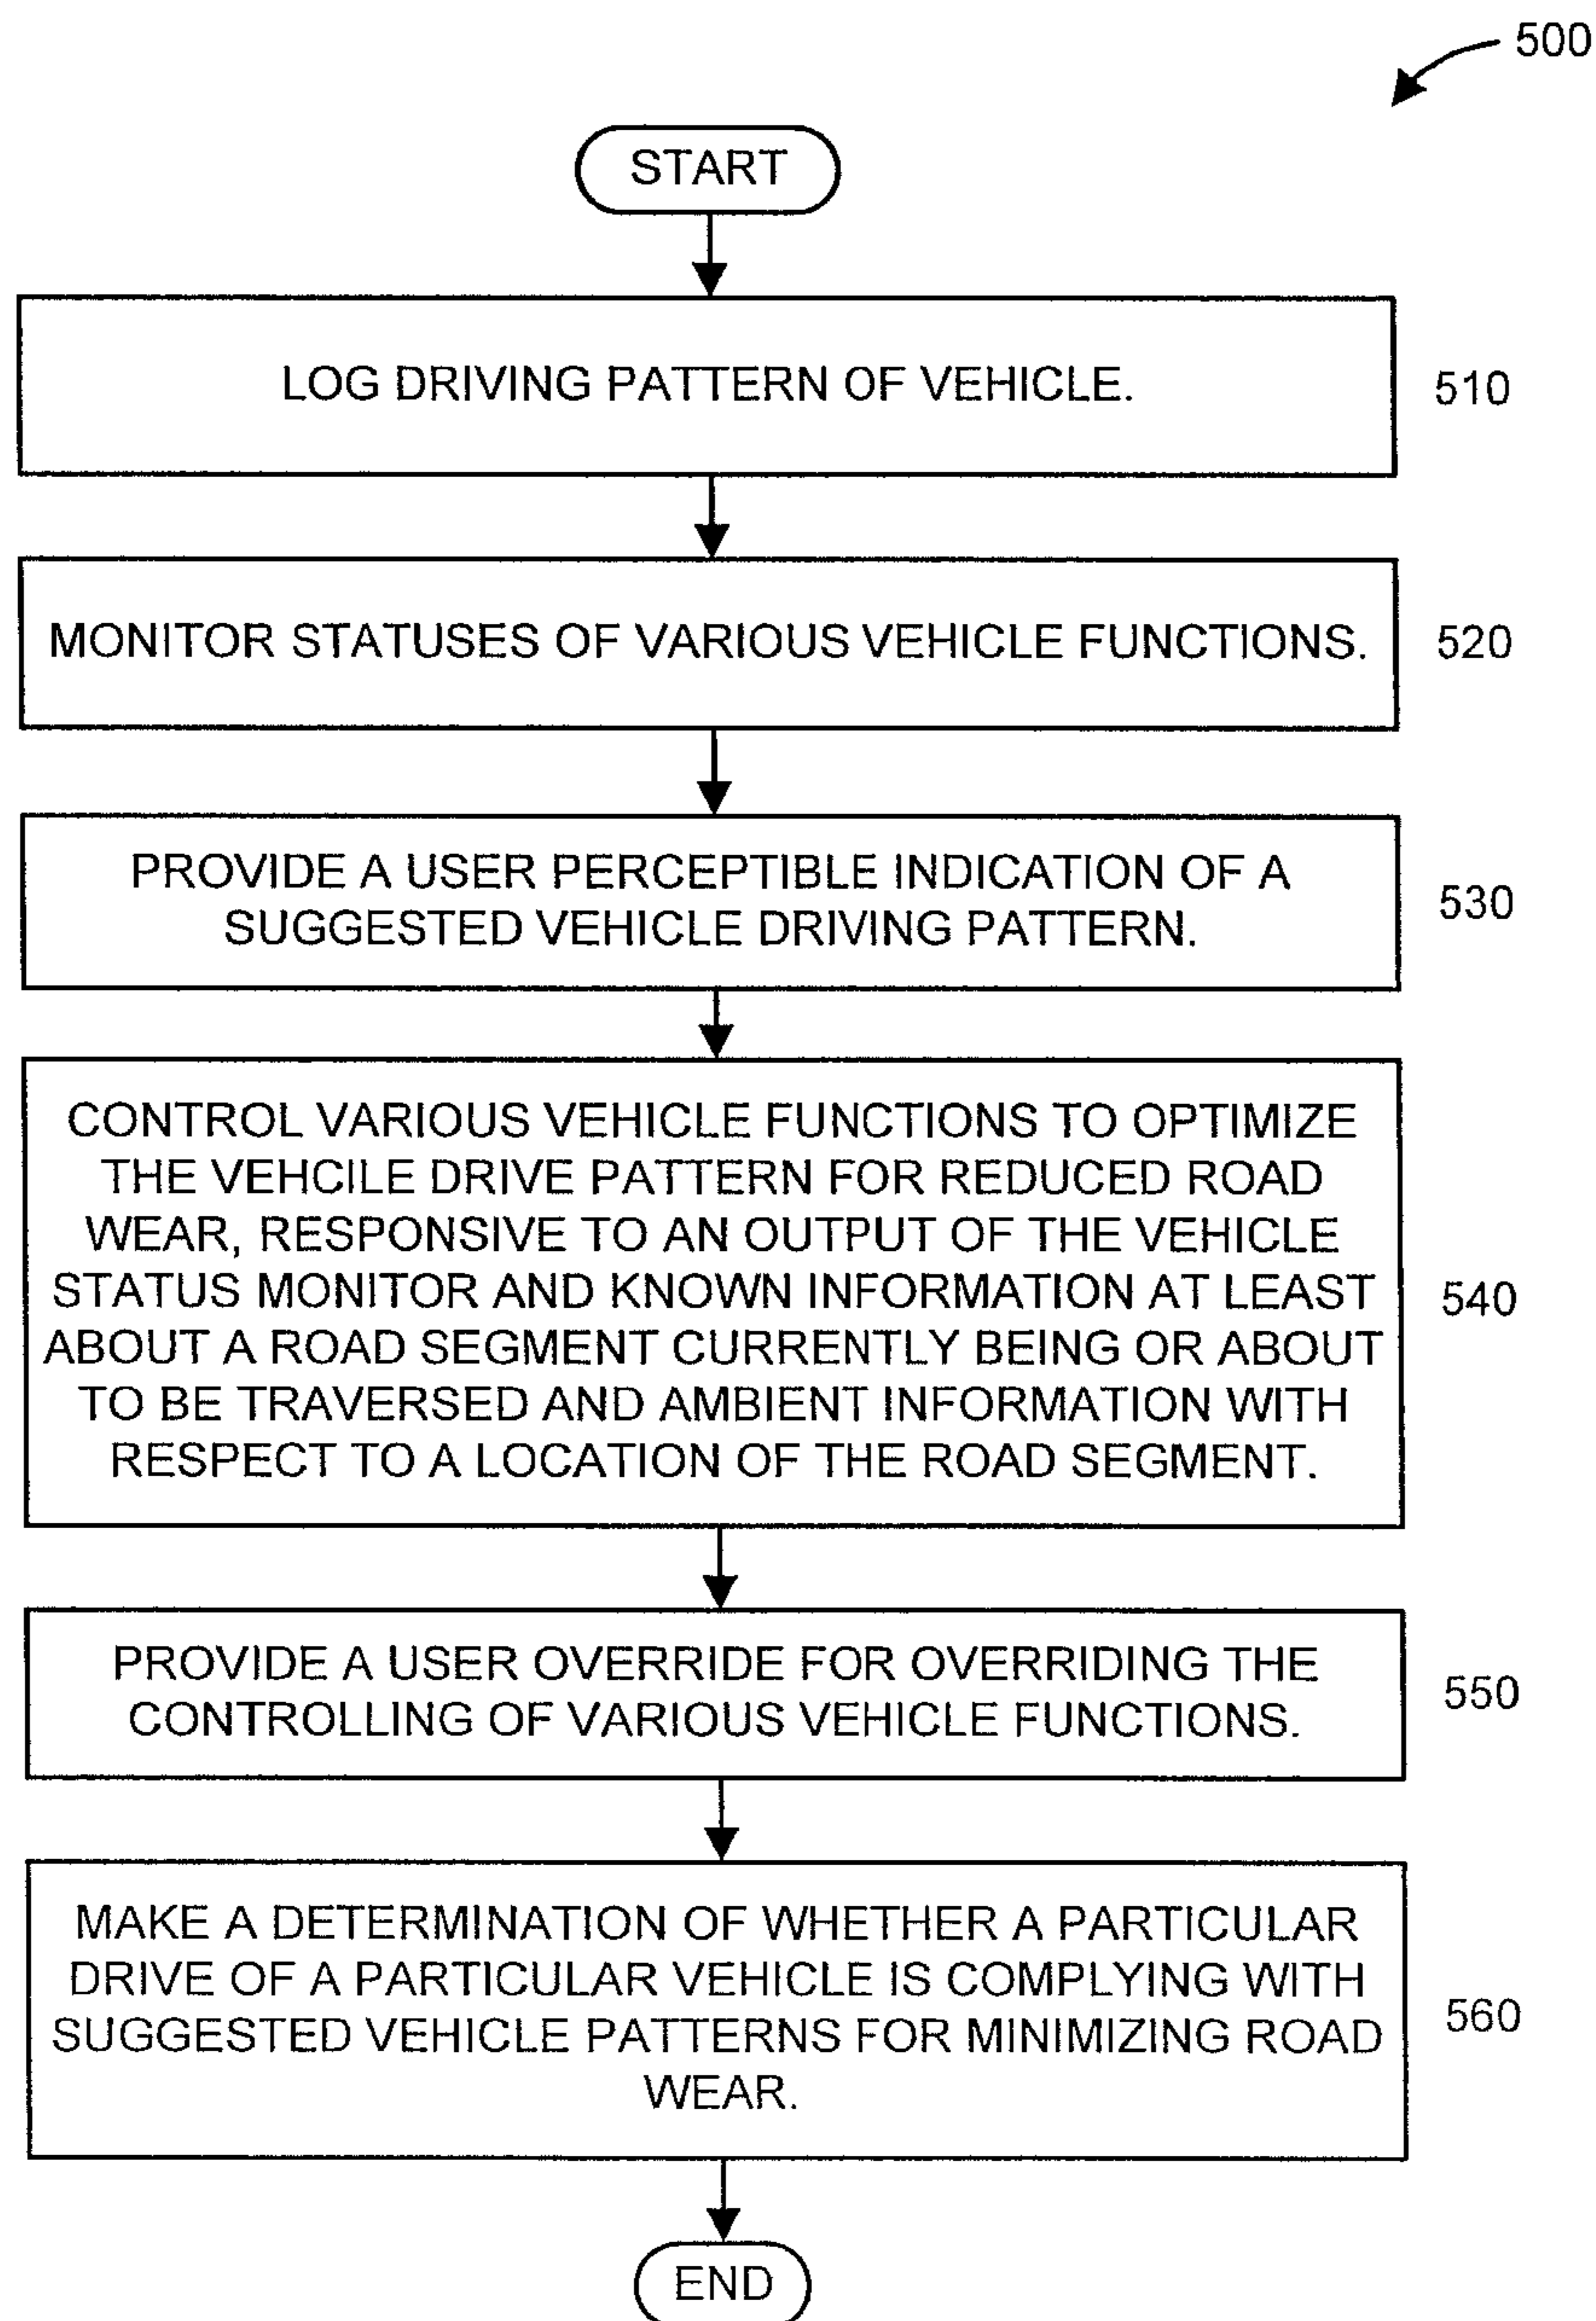 500
START
LOG DRIVING PATTERN OF VEHICLE.
510
MONITOR STATUSES OF VARIOUS VEHICLE FUNCTIONS.
520
PROVIDE A USER PERCEPTIBLE INDICATION OF A
SUGGESTED VEHICLE DRIVING PATTERN.
530
CONTROL VARIOUS VEHICLE FUNCTIONS TO OPTIMIZE
THE VEHCILE DRIVE PATTERN FOR REDUCED ROAD
WEAR, RESPONSIVE TO AN OUTPUT OF THE VEHICLE
STATUS MONITOR AND KNOWN INFORMATION AT LEAST
ABOUT A ROAD SEGMENT CURRENTLY BEING OR ABOUT
TO BE TRAVERSED AND AMBIENT INFORMATION WITH
RESPECT TO A LOCATION OF THE ROAD SEGMENT.
540
PROVIDE A USER OVERRIDE FOR OVERRIDING THE
CONTROLLING OF VARIOUS VEHICLE FUNCTIONS.
550
MAKE A DETERMINATION OF WHETHER A PARTICULAR
DRIVE OF A PARTICULAR VEHICLE IS COMPLYING WITH
SUGGESTED VEHICLE PATTERNS FOR MINIMIZING ROAD
WEAR.
560
END